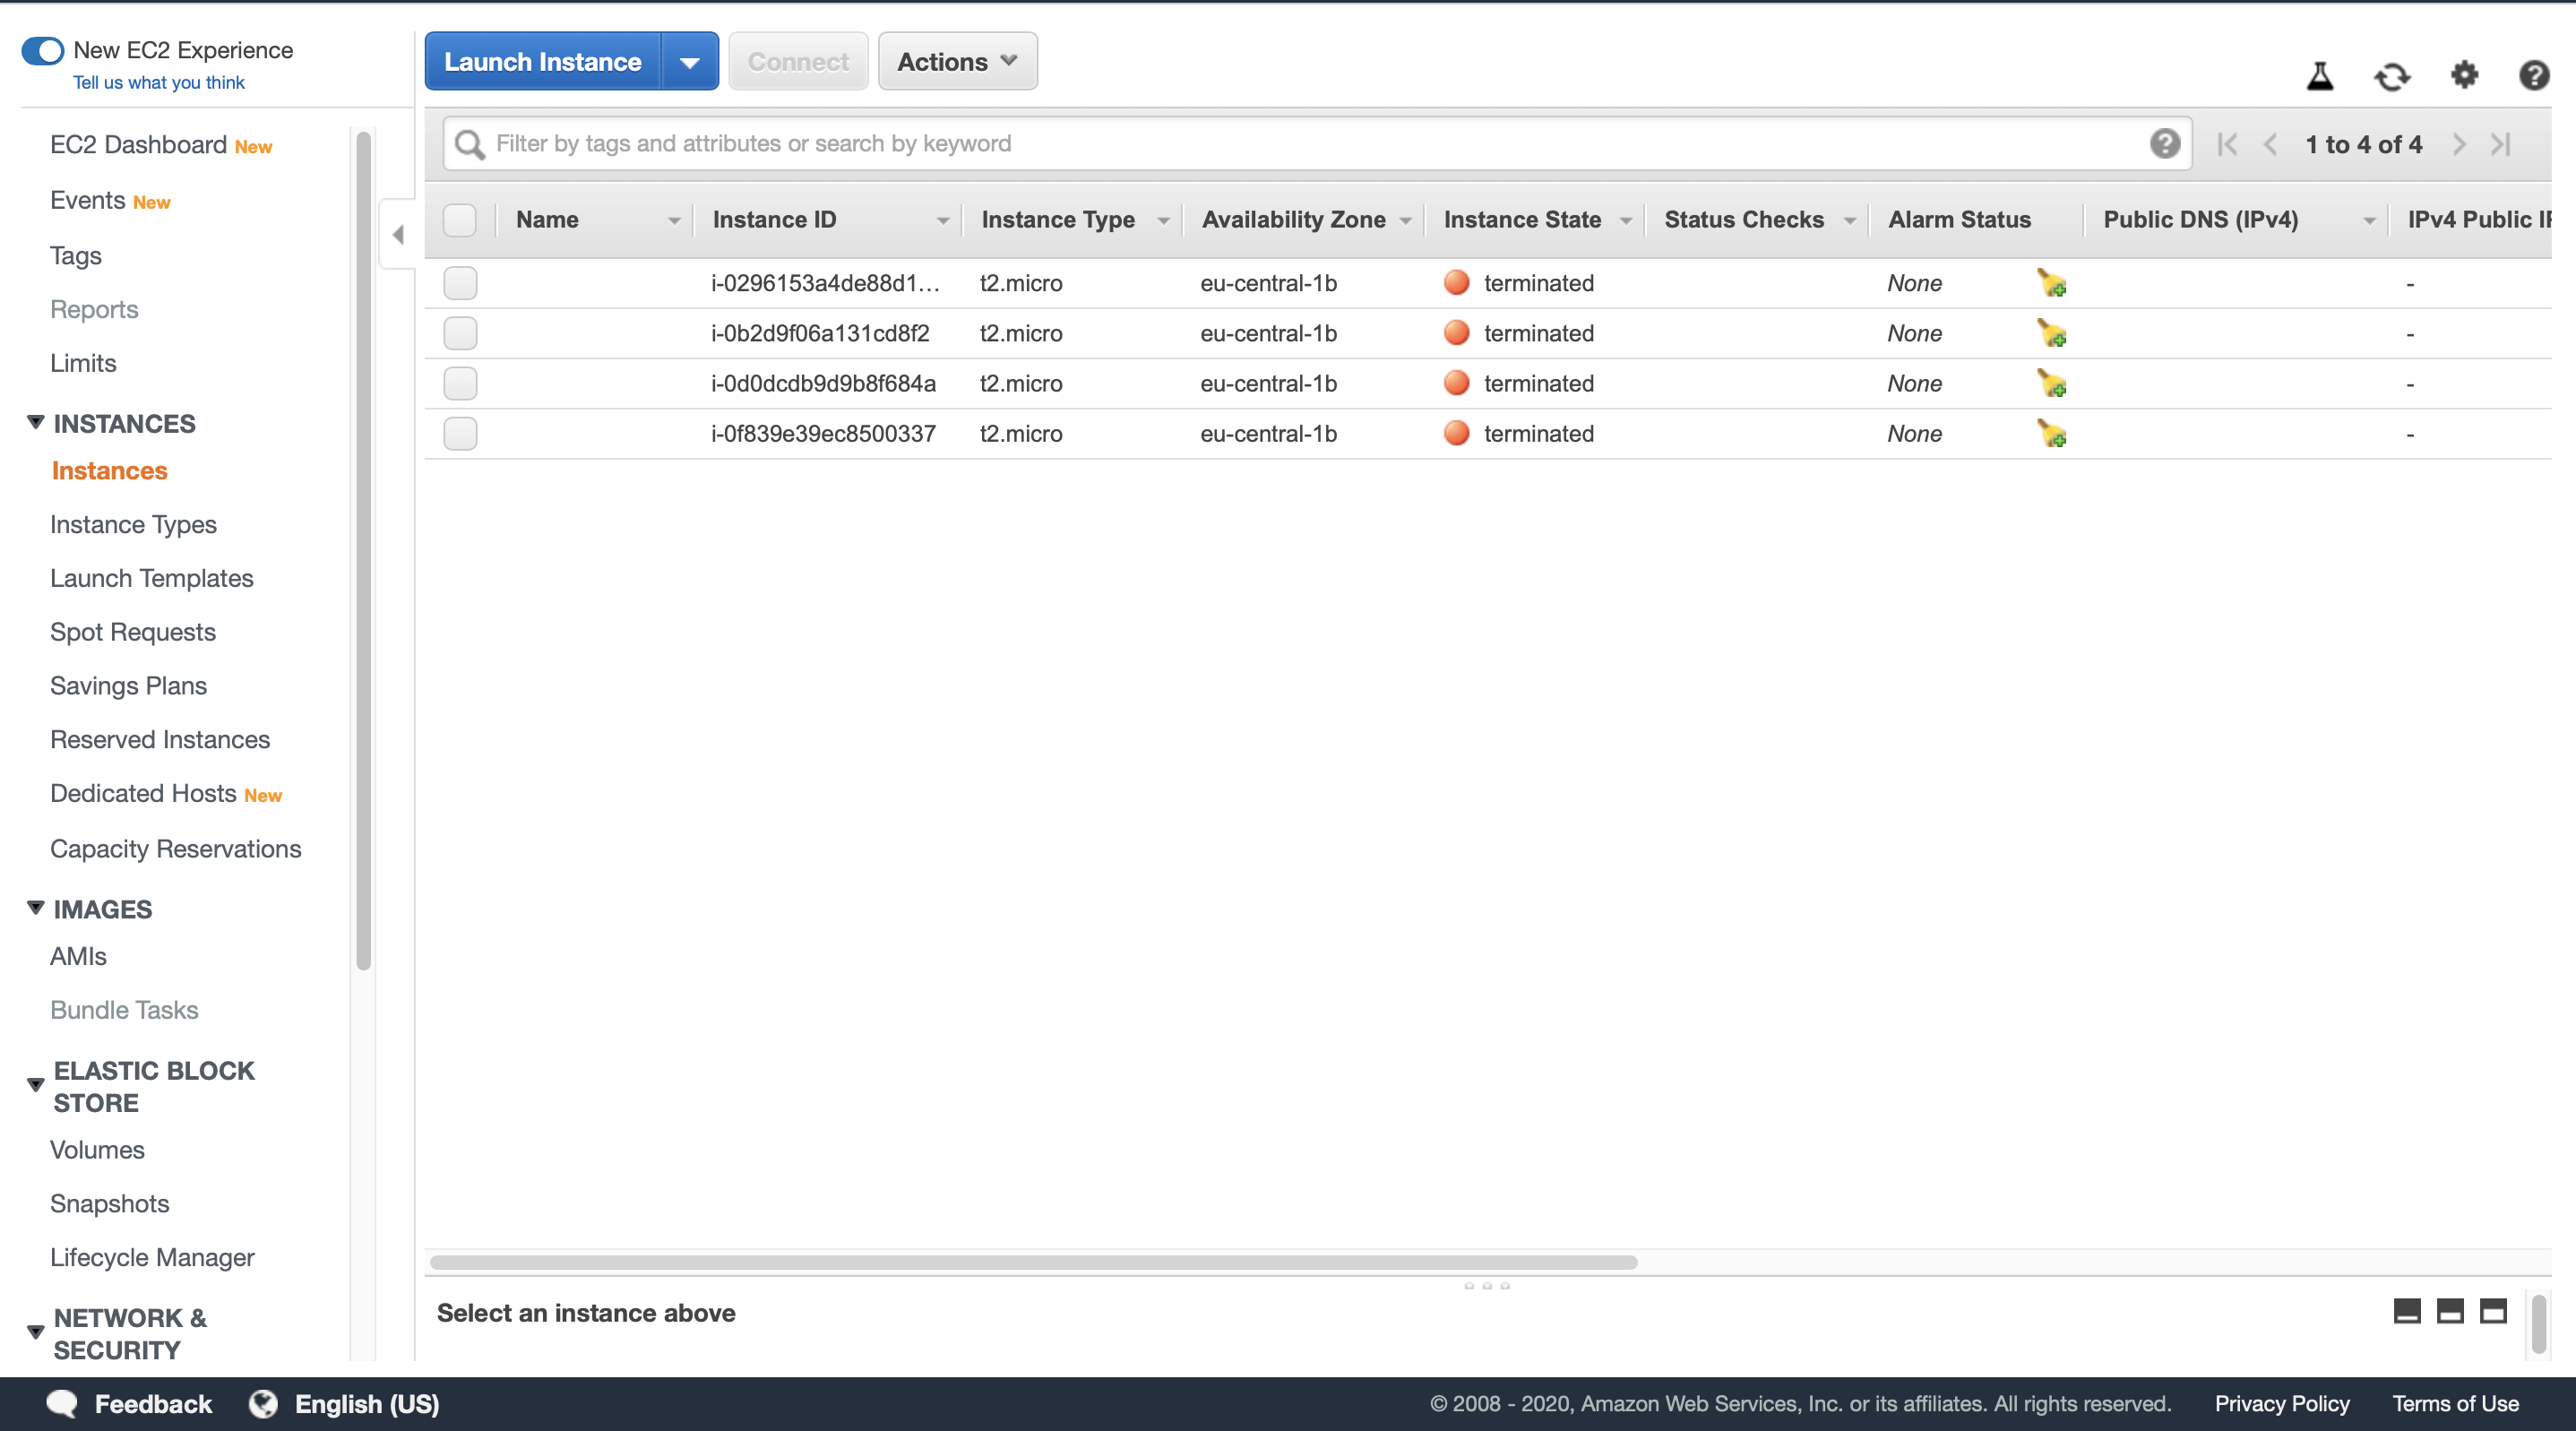 New EC2 Experience
Tell us what you think
EC2 Dashboard New
Events New
Tags
Reports
Limits
INSTANCES
Instances
Instance Types
Launch Templates
Spot Requests
Savings Plans
Reserved Instances
Dedicated Hosts New
Capacity Reservations
IMAGES
AMIs
Bundle Tasks
ELASTIC BLOCK
STORE
Volumes
Snapshots
Lifecycle Manager
NETWORK &
SECURITY
Launch Instance Connect Actions
Filter by tags and attributes or search by keyword 1 to 4 of 4
Name Instance ID Instance Type Availability Zone Instance State Status Checks Alarm Status Public DNS (IPv4) IPv4 Public
i-0296153a4de88d1... t2.micro eu-central-1b terminated None -
i-0b2d9f06a131cd8f2 t2.micro eu-central-1b terminated None -
i-0d0dcdb9d9b8f684a t2.micro eu-central-1b terminated None -
i-0f839e39ec8500337 t2.micro eu-central-1b terminated None -
Select an instance above
Feedback English (US) © 2008 - 2020, Amazon Web Services, Inc. or its affiliates. All rights reserved. Privacy Policy Terms of Use